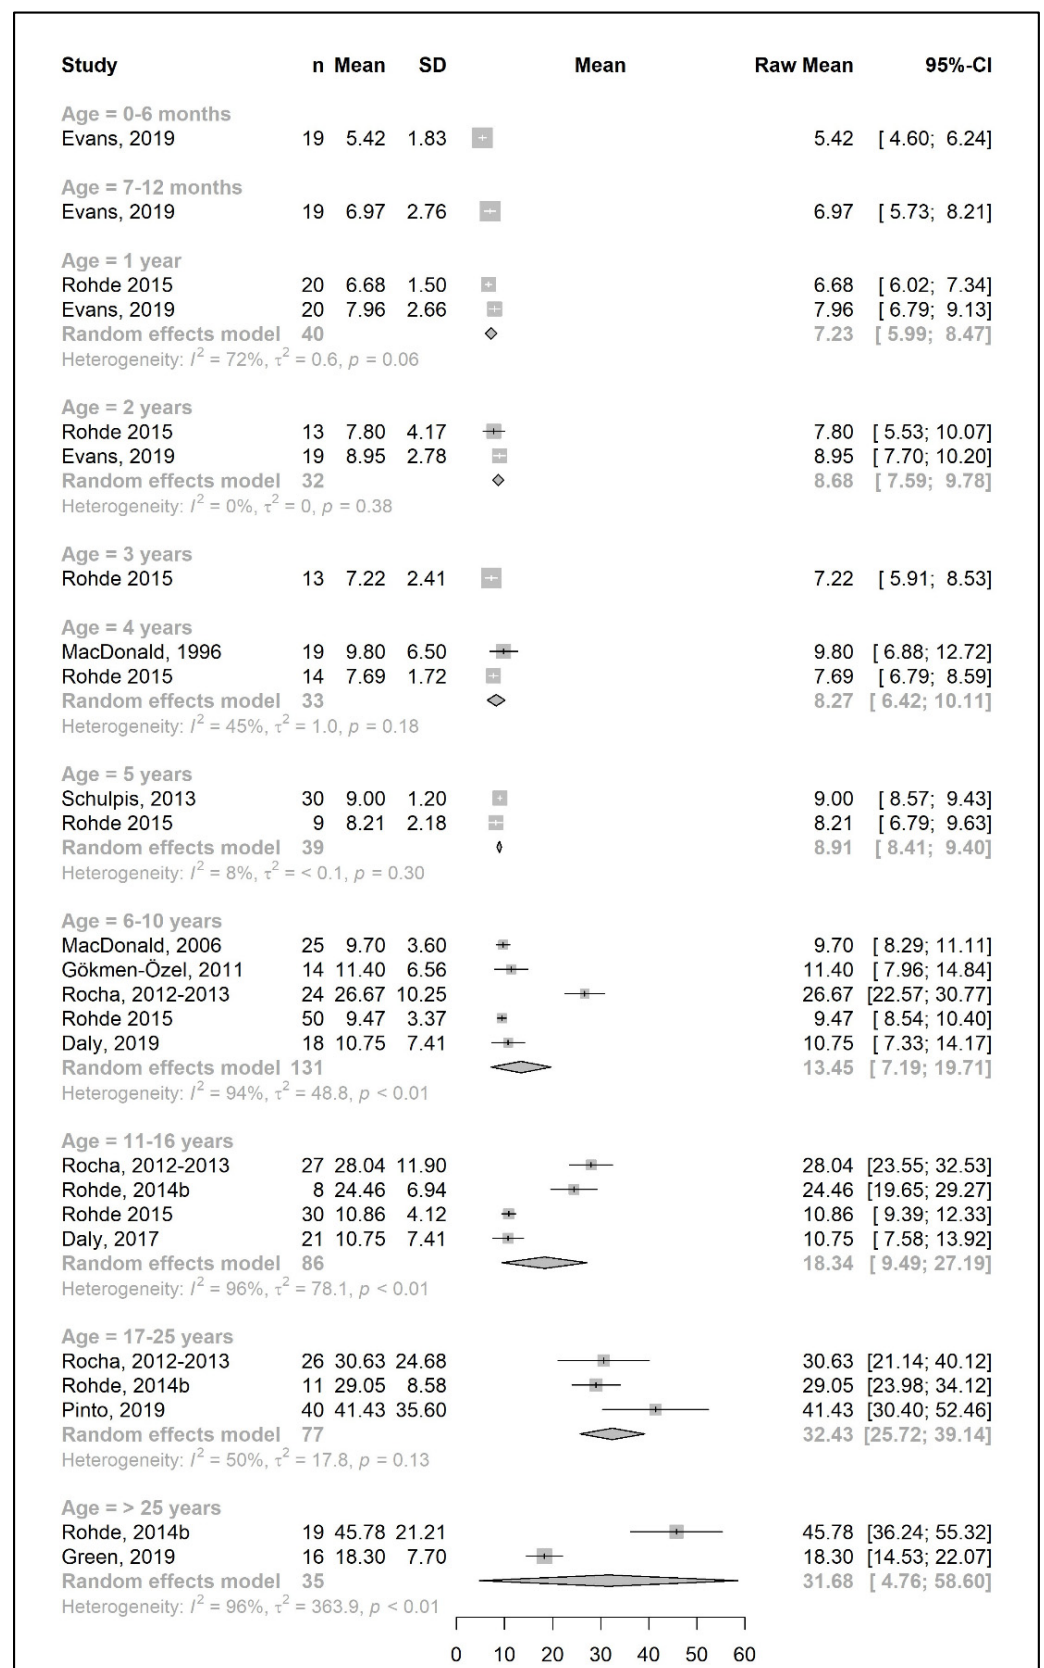 Study n Mean SD Mean Raw Mean 95%-CI
Age = 0-6 months
Evans, 2019 19 5.42 1.83 5.42 [ 4.60; 6.24]
Age = 7-12 months
Evans, 2019 19 6.97 2.76 6.97 [ 5.73; 8.21]
Age = 1 year
Rohde 2015 20 6.68 1.50 6.68 [ 6.02; 7.34]
Evans, 2019 20 7.96 2.66 7.96 [ 6.79; 9.13]
Random effects model 40 7.23 [ 5.99; 8.47]
Heterogeneity: I² = 72%, τ² = 0.6, p = 0.06
Age = 2 years
Rohde 2015 13 7.80 4.17 7.80 [ 5.53; 10.07]
Evans, 2019 19 8.95 2.78 8.95 [ 7.70; 10.20]
Random effects model 32 8.68 [ 7.59; 9.78]
Heterogeneity: I² = 0%, τ² = 0, p = 0.38
Age = 3 years
Rohde 2015 13 7.22 2.41 7.22 [ 5.91; 8.53]
Age = 4 years
MacDonald, 1996 19 9.80 6.50 9.80 [ 6.88; 12.72]
Rohde 2015 14 7.69 1.72 7.69 [ 6.79; 8.59]
Random effects model 33 8.27 [ 6.42; 10.11]
Heterogeneity: I² = 45%, τ² = 1.0, p = 0.18
Age = 5 years
Schulpis, 2013 30 9.00 1.20 9.00 [ 8.57; 9.43]
Rohde 2015 9 8.21 2.18 8.21 [ 6.79; 9.63]
Random effects model 39 8.91 [ 8.41; 9.40]
Heterogeneity: I² = 8%, τ² = < 0.1, p = 0.30
Age = 6-10 years
MacDonald, 2006 25 9.70 3.60 9.70 [ 8.29; 11.11]
Gökmen-Özel, 2011 14 11.40 6.56 11.40 [ 7.96; 14.84]
Rocha, 2012-2013 24 26.67 10.25 26.67 [22.57; 30.77]
Rohde 2015 50 9.47 3.37 9.47 [ 8.54; 10.40]
Daly, 2019 18 10.75 7.41 10.75 [ 7.33; 14.17]
Random effects model 131 13.45 [ 7.19; 19.71]
Heterogeneity: I² = 94%, τ² = 48.8, p < 0.01
Age = 11-16 years
Rocha, 2012-2013 27 28.04 11.90 28.04 [23.55; 32.53]
Rohde, 2014b 8 24.46 6.94 24.46 [19.65; 29.27]
Rohde 2015 30 10.86 4.12 10.86 [ 9.39; 12.33]
Daly, 2017 21 10.75 7.41 10.75 [ 7.58; 13.92]
Random effects model 86 18.34 [ 9.49; 27.19]
Heterogeneity: I² = 96%, τ² = 78.1, p < 0.01
Age = 17-25 years
Rocha, 2012-2013 26 30.63 24.68 30.63 [21.14; 40.12]
Rohde, 2014b 11 29.05 8.58 29.05 [23.98; 34.12]
Pinto, 2019 40 41.43 35.60 41.43 [30.40; 52.46]
Random effects model 77 32.43 [25.72; 39.14]
Heterogeneity: I² = 50%, τ² = 17.8, p = 0.13
Age = > 25 years
Rohde, 2014b 19 45.78 21.21 45.78 [36.24; 55.32]
Green, 2019 16 18.30 7.70 18.30 [14.53; 22.07]
Random effects model 35 31.68 [ 4.76; 58.60]
Heterogeneity: I² = 96%, τ² = 363.9, p < 0.01
0 10 20 30 40 50 60